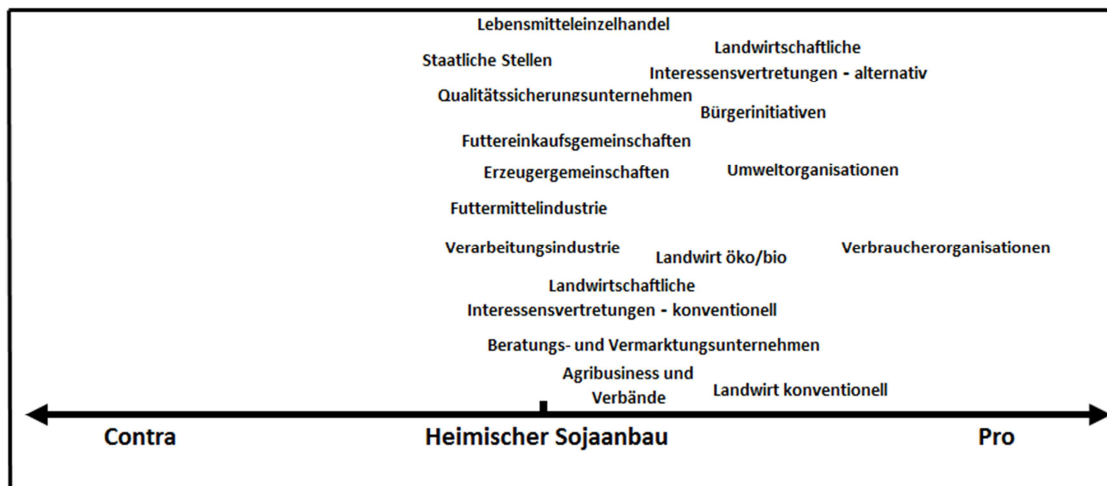 Lebensmitteleinzelhandel
Landwirtschaftliche
Interessensvertretungen - alternativ
Staatliche Stellen
Qualitätssicherungsunternehmen
Bürgerinitiativen
Futtereinkaufsgemeinschaften
Erzeugergemeinschaften
Umweltorganisationen
Futtermittelindustrie
Verarbeitungsindustrie
Landwirt öko/bio
Verbraucherorganisationen
Landwirtschaftliche
Interessensvertretungen - konventionell
Beratungs- und Vermarktungsunternehmen
Agribusiness und
Verbände
Landwirt konventionell
Contra
Heimischer Sojaanbau
Pro